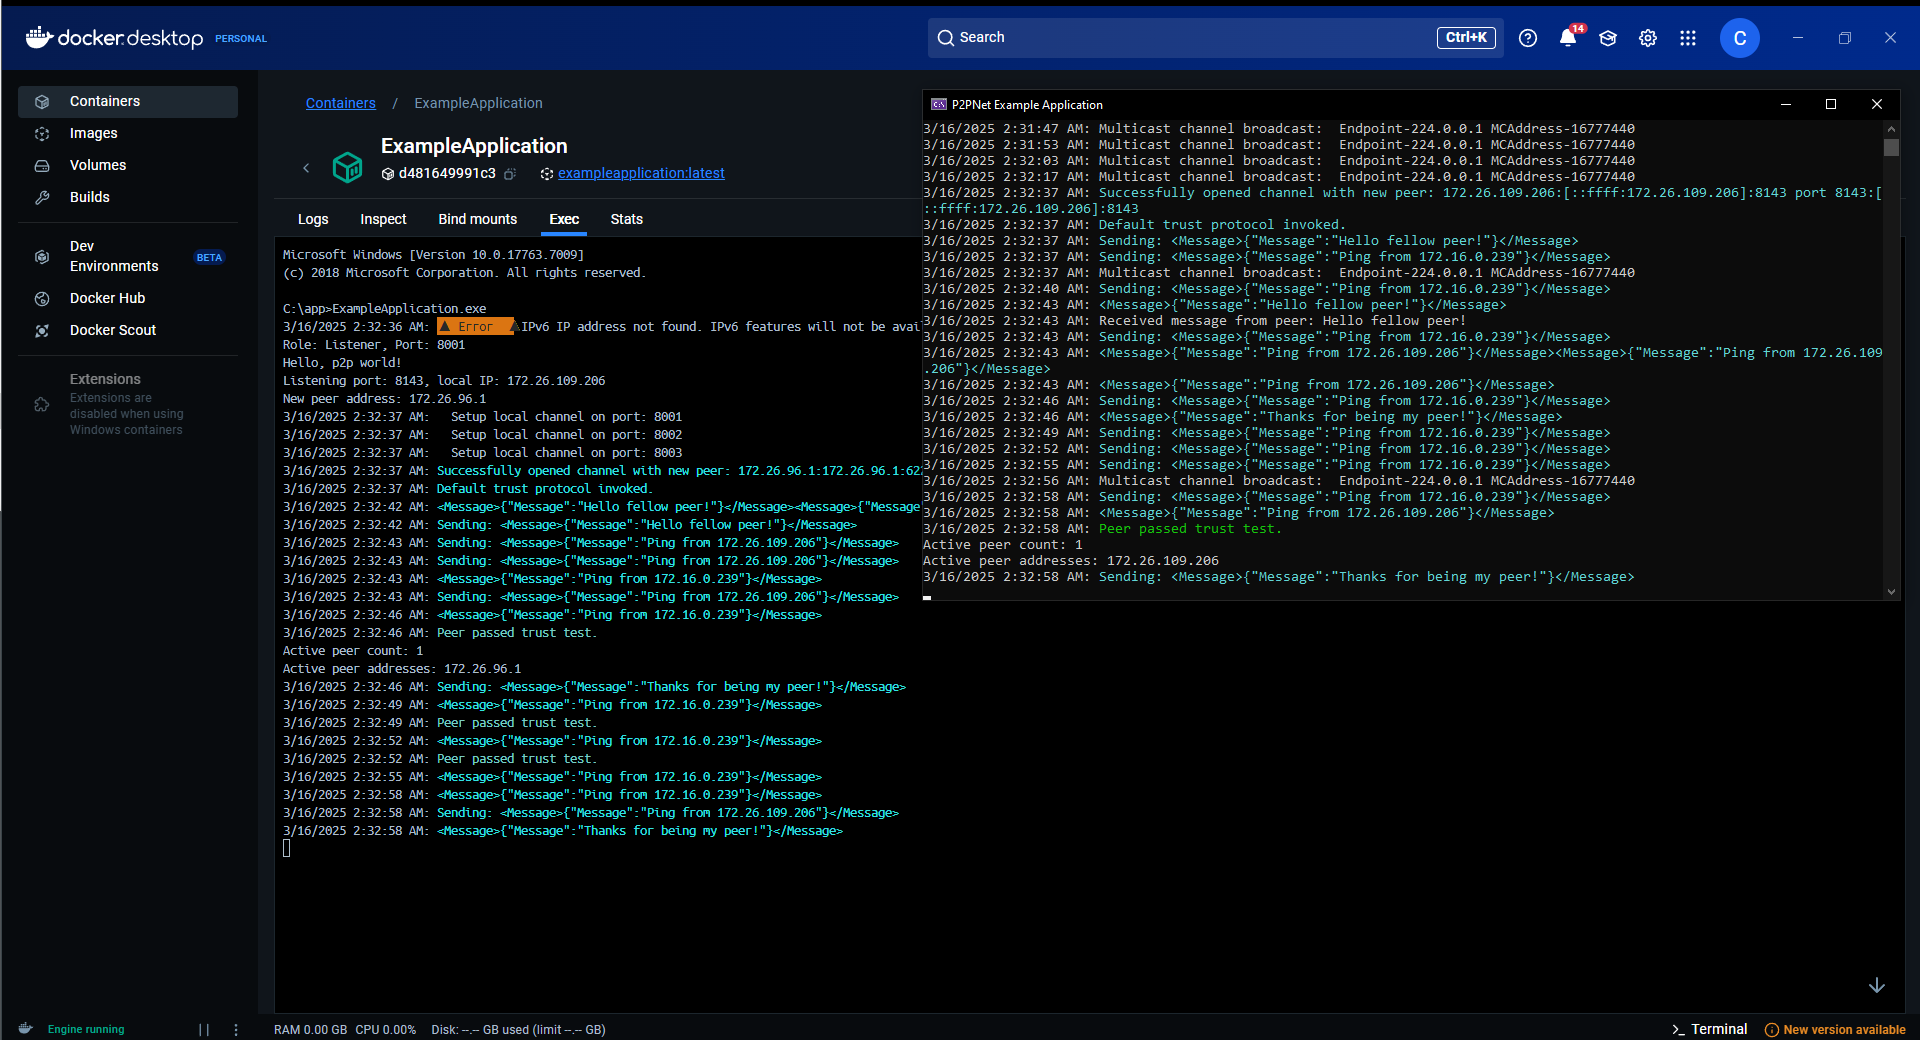 docker desktop PERSONAL
Search Ctrl+K
14
C
Containers
Images
Volumes
Builds
Dev
Environments
BETA
Docker Hub
Docker Scout
Extensions
Extensions are
disabled when using
Windows containers
Containers / ExampleApplication
ExampleApplication
d481649991c3 exampleapplication:latest
Logs Inspect Bind mounts Exec Stats
Microsoft Windows [Version 10.0.17763.7009]
(c) 2018 Microsoft Corporation. All rights reserved.
C:\app>ExampleApplication.exe
3/16/2025 2:32:36 AM: Error IPv6 IP address not found. IPv6 features will not be avai
Role: Listener, Port: 8001
Hello, p2p world!
Listening port: 8143, local IP: 172.26.109.206
New peer address: 172.26.96.1
3/16/2025 2:32:37 AM: Setup local channel on port: 8001
3/16/2025 2:32:37 AM: Setup local channel on port: 8002
3/16/2025 2:32:37 AM: Setup local channel on port: 8003
3/16/2025 2:32:37 AM: Successfully opened channel with new peer: 172.26.96.1:172.26.96.1:622
3/16/2025 2:32:37 AM: Default trust protocol invoked.
3/16/2025 2:32:42 AM: <Message>{"Message":"Hello fellow peer!"}</Message><Message>{"Message
3/16/2025 2:32:42 AM: Sending: <Message>{"Message":"Hello fellow peer!"}</Message>
3/16/2025 2:32:43 AM: Sending: <Message>{"Message":"Ping from 172.26.109.206"}</Message>
3/16/2025 2:32:43 AM: Sending: <Message>{"Message":"Ping from 172.26.109.206"}</Message>
3/16/2025 2:32:43 AM: <Message>{"Message":"Ping from 172.16.0.239"}</Message>
3/16/2025 2:32:43 AM: Sending: <Message>{"Message":"Ping from 172.26.109.206"}</Message>
3/16/2025 2:32:46 AM: <Message>{"Message":"Ping from 172.16.0.239"}</Message>
3/16/2025 2:32:46 AM: Peer passed trust test.
Active peer count: 1
Active peer addresses: 172.26.96.1
3/16/2025 2:32:46 AM: Sending: <Message>{"Message":"Thanks for being my peer!"}</Message>
3/16/2025 2:32:49 AM: <Message>{"Message":"Ping from 172.16.0.239"}</Message>
3/16/2025 2:32:49 AM: Peer passed trust test.
3/16/2025 2:32:52 AM: <Message>{"Message":"Ping from 172.16.0.239"}</Message>
3/16/2025 2:32:52 AM: Peer passed trust test.
3/16/2025 2:32:55 AM: <Message>{"Message":"Ping from 172.16.0.239"}</Message>
3/16/2025 2:32:58 AM: <Message>{"Message":"Ping from 172.16.0.239"}</Message>
3/16/2025 2:32:58 AM: Sending: <Message>{"Message":"Ping from 172.26.109.206"}</Message>
3/16/2025 2:32:58 AM: <Message>{"Message":"Thanks for being my peer!"}</Message>
P2PNet Example Application
3/16/2025 2:31:47 AM: Multicast channel broadcast: Endpoint-224.0.0.1 MCAddress-16777440
3/16/2025 2:31:53 AM: Multicast channel broadcast: Endpoint-224.0.0.1 MCAddress-16777440
3/16/2025 2:32:03 AM: Multicast channel broadcast: Endpoint-224.0.0.1 MCAddress-16777440
3/16/2025 2:32:17 AM: Multicast channel broadcast: Endpoint-224.0.0.1 MCAddress-16777440
3/16/2025 2:32:37 AM: Successfully opened channel with new peer: 172.26.109.206:[::ffff:172.26.109.206]:8143 port 8143:[
::ffff:172.26.109.206]:8143
3/16/2025 2:32:37 AM: Default trust protocol invoked.
3/16/2025 2:32:37 AM: Sending: <Message>{"Message":"Hello fellow peer!"}</Message>
3/16/2025 2:32:37 AM: Sending: <Message>{"Message":"Ping from 172.16.0.239"}</Message>
3/16/2025 2:32:37 AM: Multicast channel broadcast: Endpoint-224.0.0.1 MCAddress-16777440
3/16/2025 2:32:40 AM: Sending: <Message>{"Message":"Ping from 172.16.0.239"}</Message>
3/16/2025 2:32:43 AM: <Message>{"Message":"Hello fellow peer!"}</Message>
3/16/2025 2:32:43 AM: Received message from peer: Hello fellow peer!
3/16/2025 2:32:43 AM: Sending: <Message>{"Message":"Ping from 172.16.0.239"}</Message>
3/16/2025 2:32:43 AM: <Message>{"Message":"Ping from 172.26.109.206"}</Message><Message>{"Message":"Ping from 172.26.109
.206"}</Message>
3/16/2025 2:32:43 AM: <Message>{"Message":"Ping from 172.26.109.206"}</Message>
3/16/2025 2:32:46 AM: Sending: <Message>{"Message":"Ping from 172.16.0.239"}</Message>
3/16/2025 2:32:46 AM: <Message>{"Message":"Thanks for being my peer!"}</Message>
3/16/2025 2:32:49 AM: Sending: <Message>{"Message":"Ping from 172.16.0.239"}</Message>
3/16/2025 2:32:52 AM: Sending: <Message>{"Message":"Ping from 172.16.0.239"}</Message>
3/16/2025 2:32:55 AM: Sending: <Message>{"Message":"Ping from 172.16.0.239"}</Message>
3/16/2025 2:32:56 AM: Multicast channel broadcast: Endpoint-224.0.0.1 MCAddress-16777440
3/16/2025 2:32:58 AM: Sending: <Message>{"Message":"Ping from 172.16.0.239"}</Message>
3/16/2025 2:32:58 AM: <Message>{"Message":"Ping from 172.26.109.206"}</Message>
3/16/2025 2:32:58 AM: Peer passed trust test.
Active peer count: 1
Active peer addresses: 172.26.109.206
3/16/2025 2:32:58 AM: Sending: <Message>{"Message":"Thanks for being my peer!"}</Message>
Engine running
RAM 0.00 GB CPU 0.00% Disk: --.-- GB used (limit --.-- GB)
Terminal
New version available